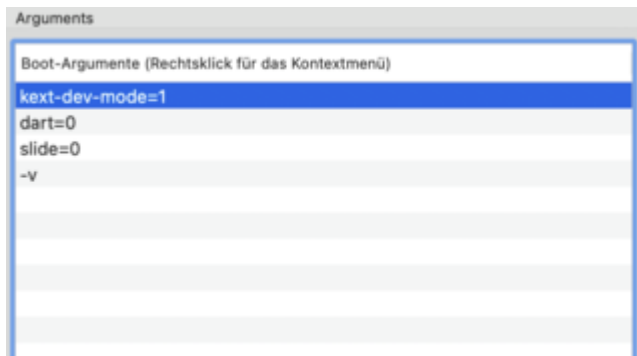 Arguments
Boot-Argumente (Rechtsklick für das Kontextmenü)
kext-dev-mode=1
dart=0
slide=0
-v